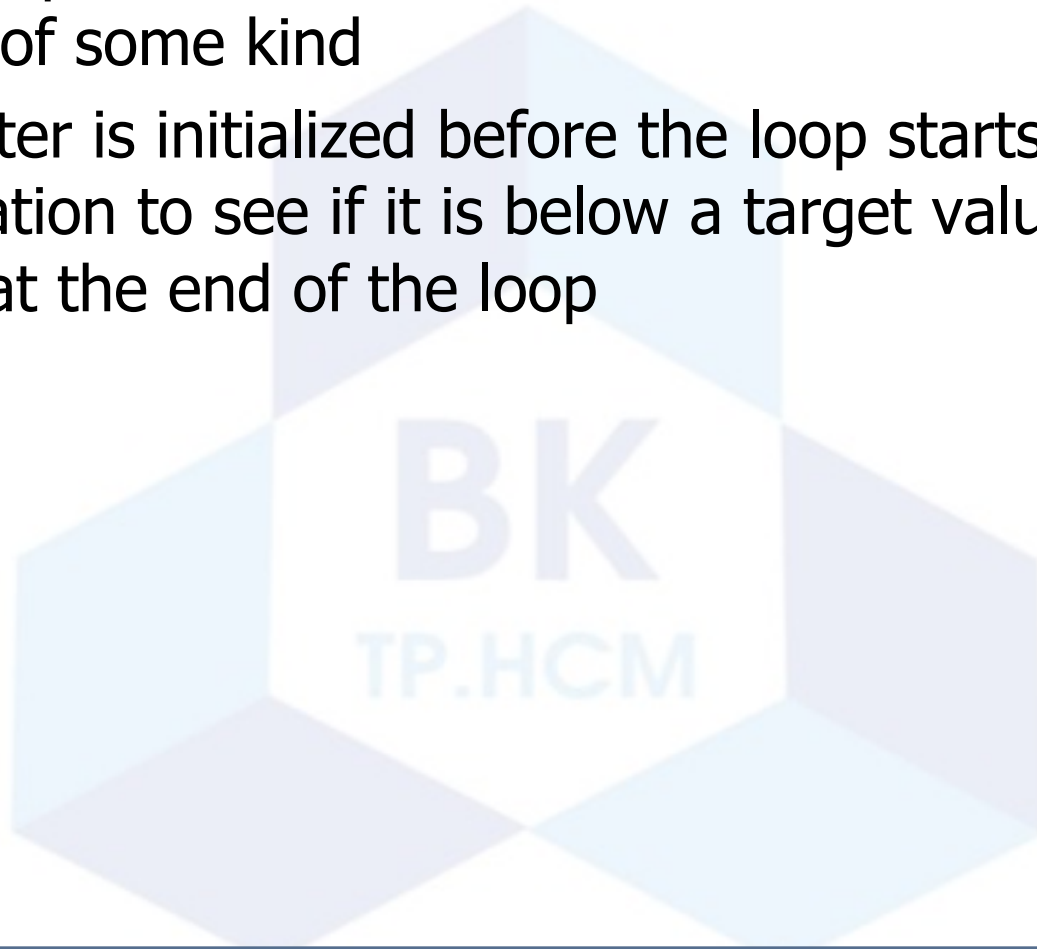 of some kind
ter is initialized before the loop starts
ation to see if it is below a target valu
at the end of the loop
BK
TP.HCM